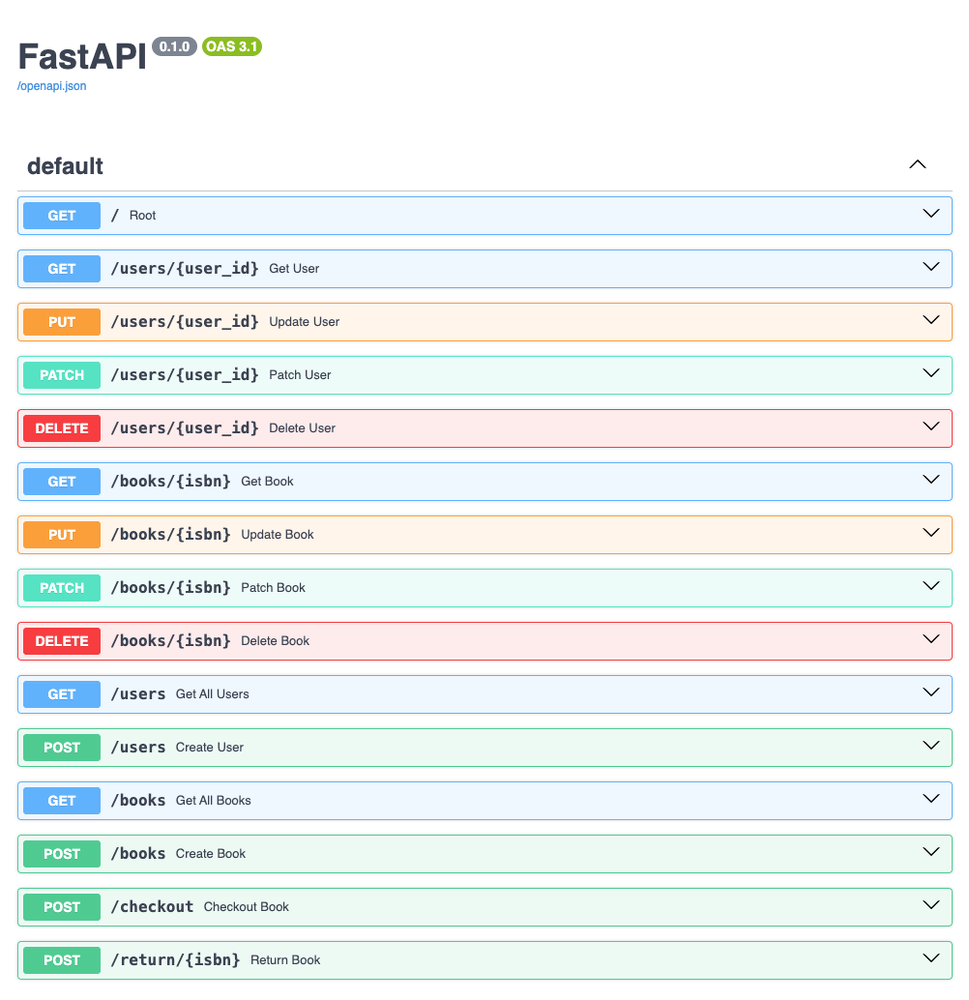 FastAPI 0.1.0 OAS 3.1
/openapi.json
default
GET / Root
GET /users/{user_id} Get User
PUT /users/{user_id} Update User
PATCH /users/{user_id} Patch User
DELETE /users/{user_id} Delete User
GET /books/{isbn} Get Book
PUT /books/{isbn} Update Book
PATCH /books/{isbn} Patch Book
DELETE /books/{isbn} Delete Book
GET /users Get All Users
POST /users Create User
GET /books Get All Books
POST /books Create Book
POST /checkout Checkout Book
POST /return/{isbn} Return Book